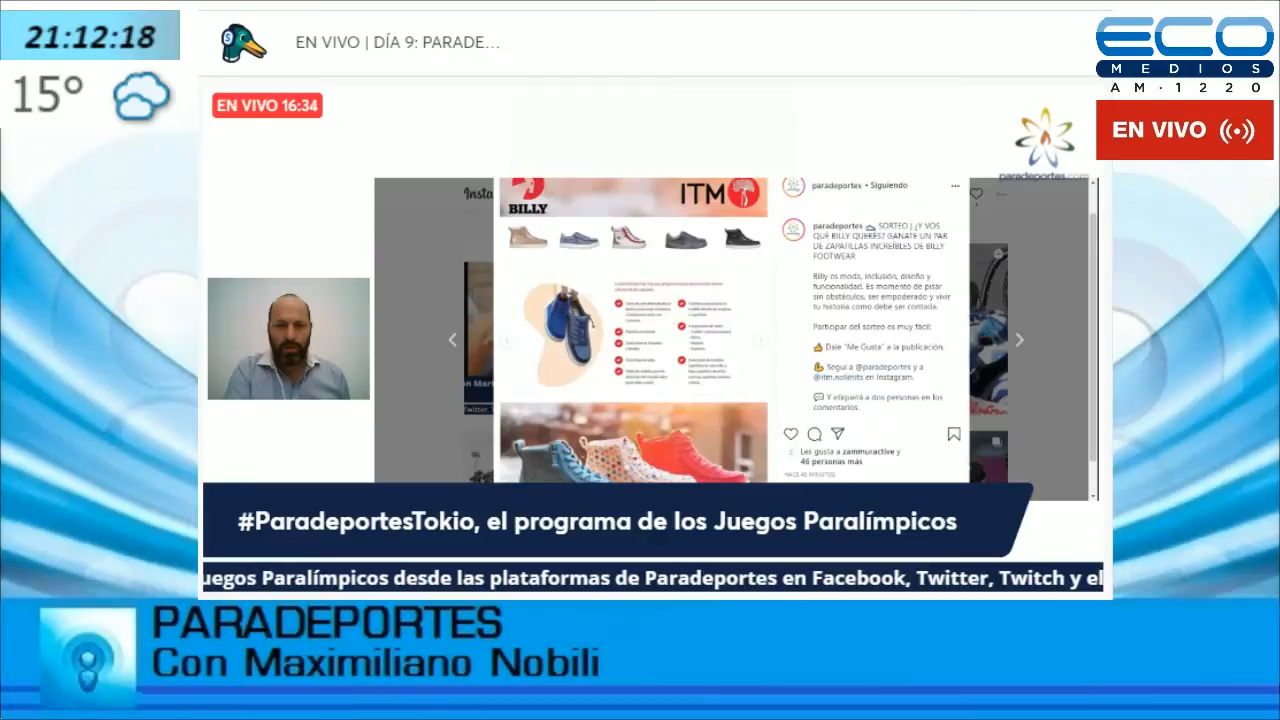 21:12:18
15°
EN VIVO | DÍA 9: PARADE...
ECO
MEDIOS
AM·1220
EN VIVO
EN VIVO 16:34
paradeportes.com
Insta
BILLY
ITM
paradeportes • Siguiendo
paradeportes SORTEO | ¿Y VOS
QUÉ BILLY QUERÉS? GANATE UN PAR
DE ZAPATILLAS INCREÍBLES DE BILLY
FOOTWEAR
Billy es moda, inclusión, diseño y
funcionalidad. Es momento de pisar
sin obstáculos, ser empoderado y vivir
tu historia como debe ser contada.
Participar del sorteo es muy fácil:
Dale "Me Gusta" a la publicación.
Seguí a @paradeportes y a
@itm.nolimits en Instagram.
Y etiquetá a dos personas en los
comentarios.
Les gusta a zammuractive y
46 personas más
on Mart
Twitter, T
#ParadeportesTokio, el programa de los Juegos Paralímpicos
uegos Paralímpicos desde las plataformas de Paradeportes en Facebook, Twitter, Twitch y el
PARADEPORTES
Con Maximiliano Nobili